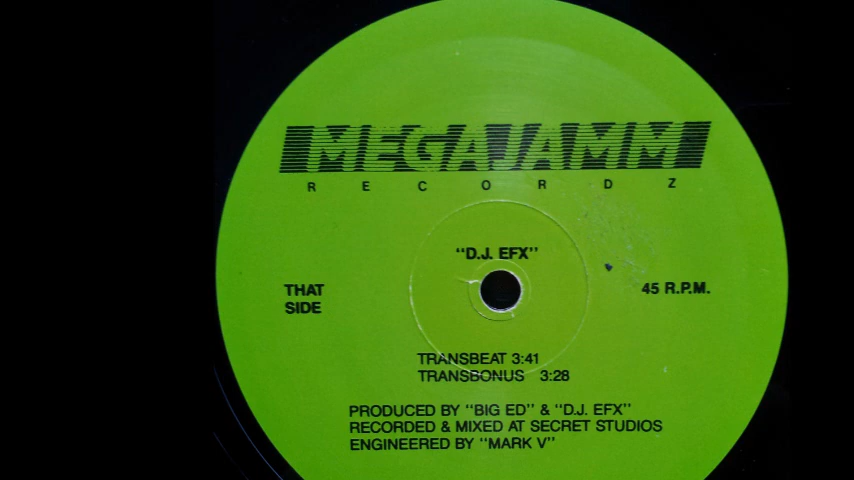 MEGAJAMM
RECORDZ
"D.J. EFX"
THAT
SIDE
45 R.P.M.
TRANSBEAT 3:41
TRANSBONUS 3:28
PRODUCED BY "BIG ED" & "D.J. EFX"
RECORDED & MIXED AT SECRET STUDIOS
ENGINEERED BY "MARK V"